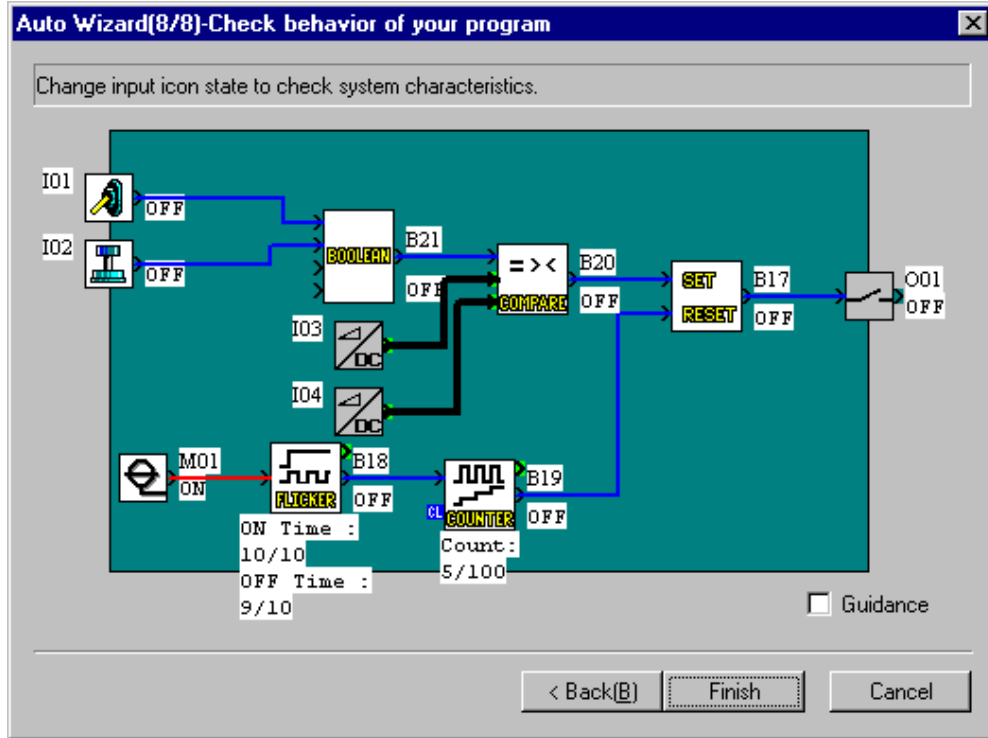 Auto Wizard(8/8)-Check behavior of your program
Change input icon state to check system characteristics.
I01
OFF
I02
OFF
BOOLEAN
B21
OFF
=><
COMPARE
B20
OFF
SET
RESET
B17
OFF
O01
OFF
I03
DC
I04
DC
M01
ON
FLICKER
B18
OFF
CL
COUNTER
B19
OFF
ON Time :
10/10
OFF Time :
9/10
Count:
5/100
Guidance
< Back(B)
Finish
Cancel